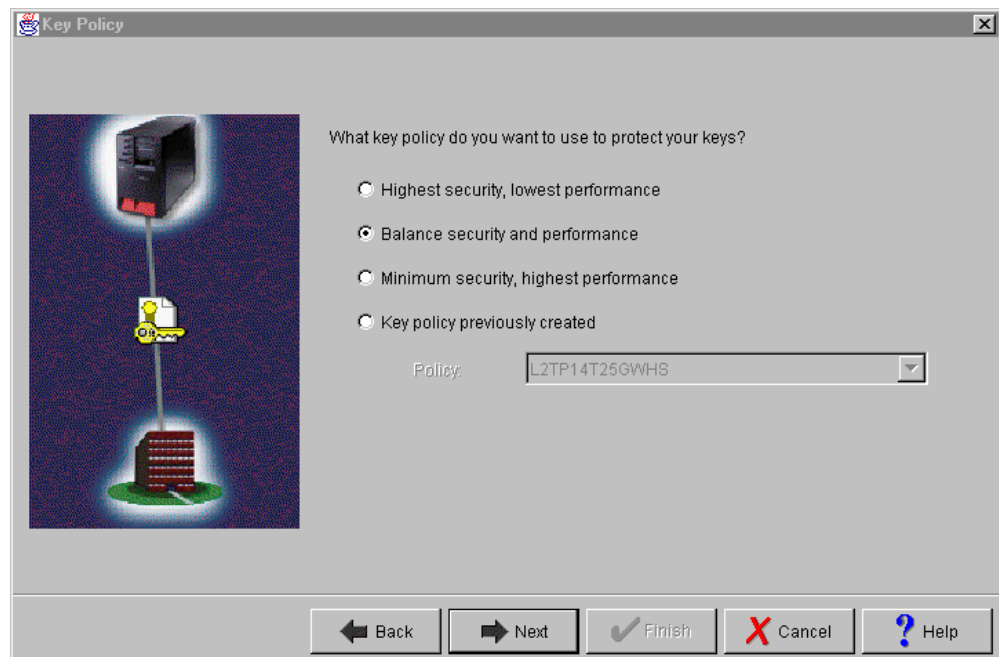 Key Policy
What key policy do you want to use to protect your keys?
Highest security, lowest performance
Balance security and performance
Minimum security, highest performance
Key policy previously created
Policy: L2TP14T25GWHS
Back Next Finish Cancel Help